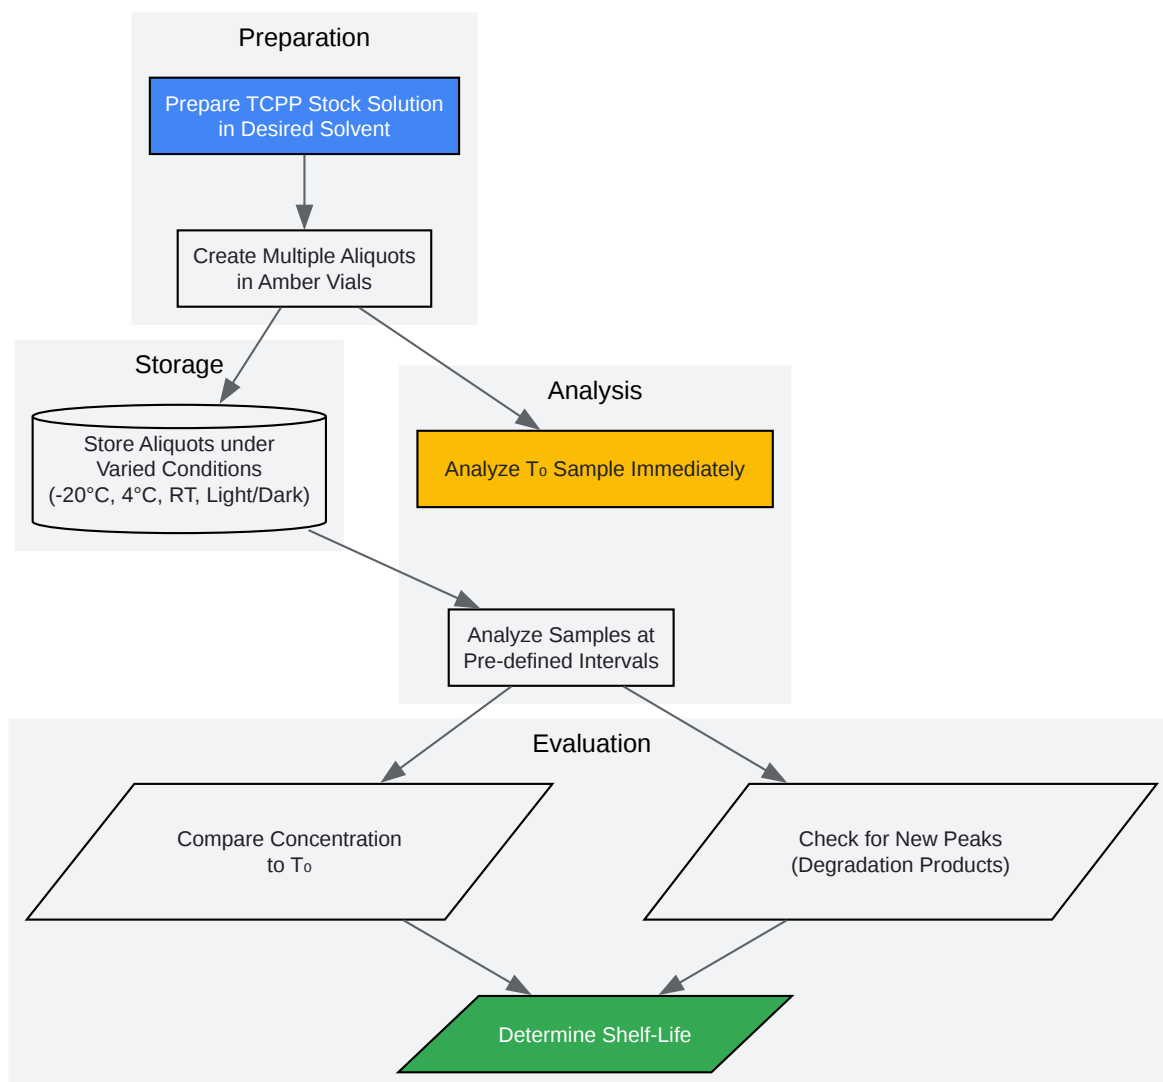 Preparation
Prepare TCPP Stock Solution
in Desired Solvent
Create Multiple Aliquots
in Amber Vials
Storage
Store Aliquots under
Varied Conditions
(-20°C, 4°C, RT, Light/Dark)
Analysis
Analyze T₀ Sample Immediately
Analyze Samples at
Pre-defined Intervals
Evaluation
Compare Concentration
to T₀
Check for New Peaks
(Degradation Products)
Determine Shelf-Life